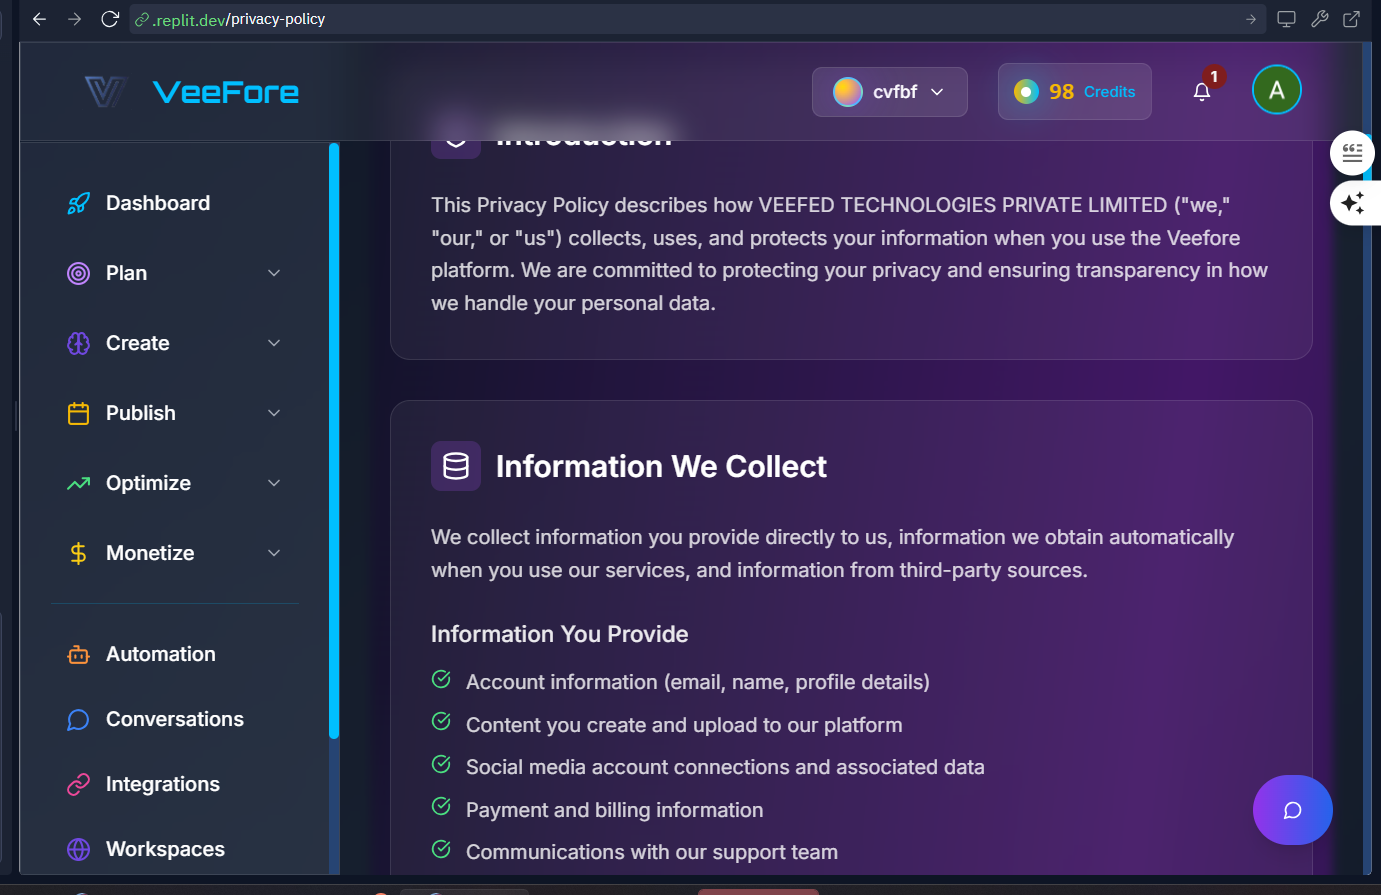 .replit.dev/privacy-policy
VeeFore
cvfbf
98 Credits
1
A
Dashboard
Plan
Create
Publish
Optimize
Monetize
Automation
Conversations
Integrations
Workspaces
Introduction
This Privacy Policy describes how VEEFED TECHNOLOGIES PRIVATE LIMITED ("we,"
"our," or "us") collects, uses, and protects your information when you use the Veefore
platform. We are committed to protecting your privacy and ensuring transparency in how
we handle your personal data.
Information We Collect
We collect information you provide directly to us, information we obtain automatically
when you use our services, and information from third-party sources.
Information You Provide
Account information (email, name, profile details)
Content you create and upload to our platform
Social media account connections and associated data
Payment and billing information
Communications with our support team